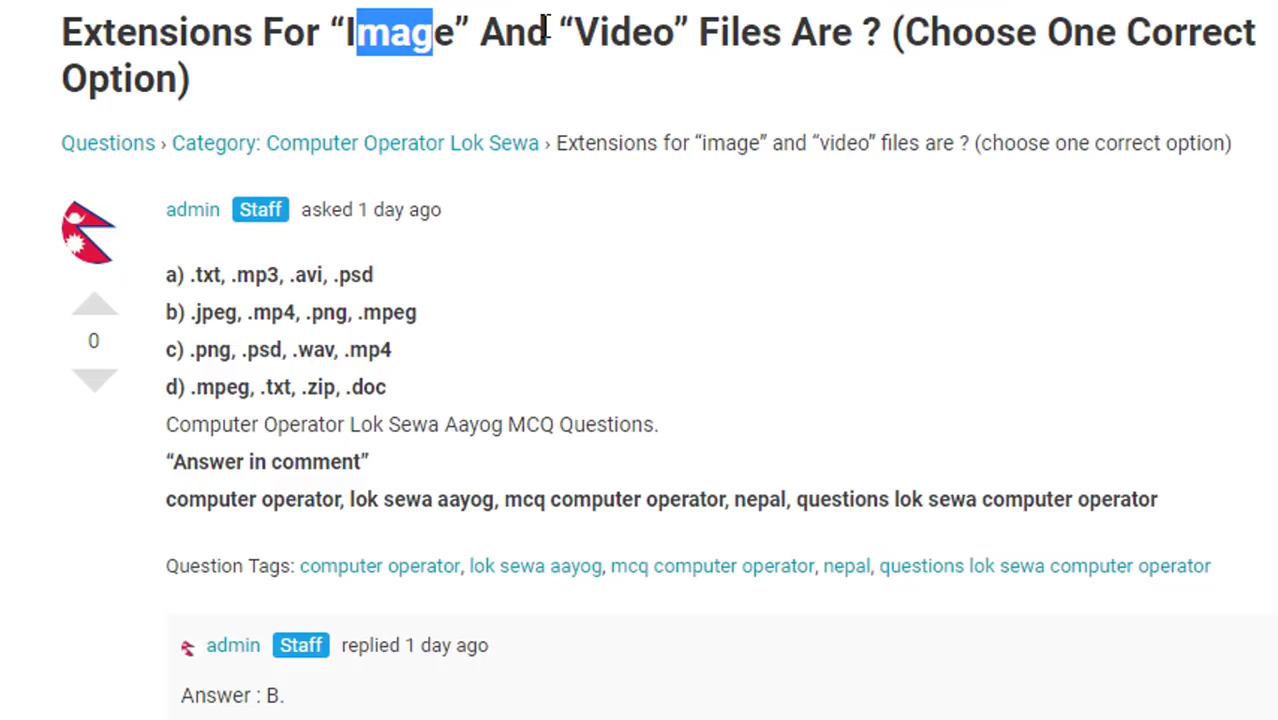 Extensions For “Image” And “Video” Files Are ? (Choose One Correct
Option)
Questions › Category: Computer Operator Lok Sewa › Extensions for “image” and “video” files are ? (choose one correct option)
admin Staff asked 1 day ago
a) .txt, .mp3, .avi, .psd
b) .jpeg, .mp4, .png, .mpeg
0
c) .png, .psd, .wav, .mp4
d) .mpeg, .txt, .zip, .doc
Computer Operator Lok Sewa Aayog MCQ Questions.
“Answer in comment”
computer operator, lok sewa aayog, mcq computer operator, nepal, questions lok sewa computer operator
Question Tags: computer operator, lok sewa aayog, mcq computer operator, nepal, questions lok sewa computer operator
admin Staff replied 1 day ago
Answer : B.